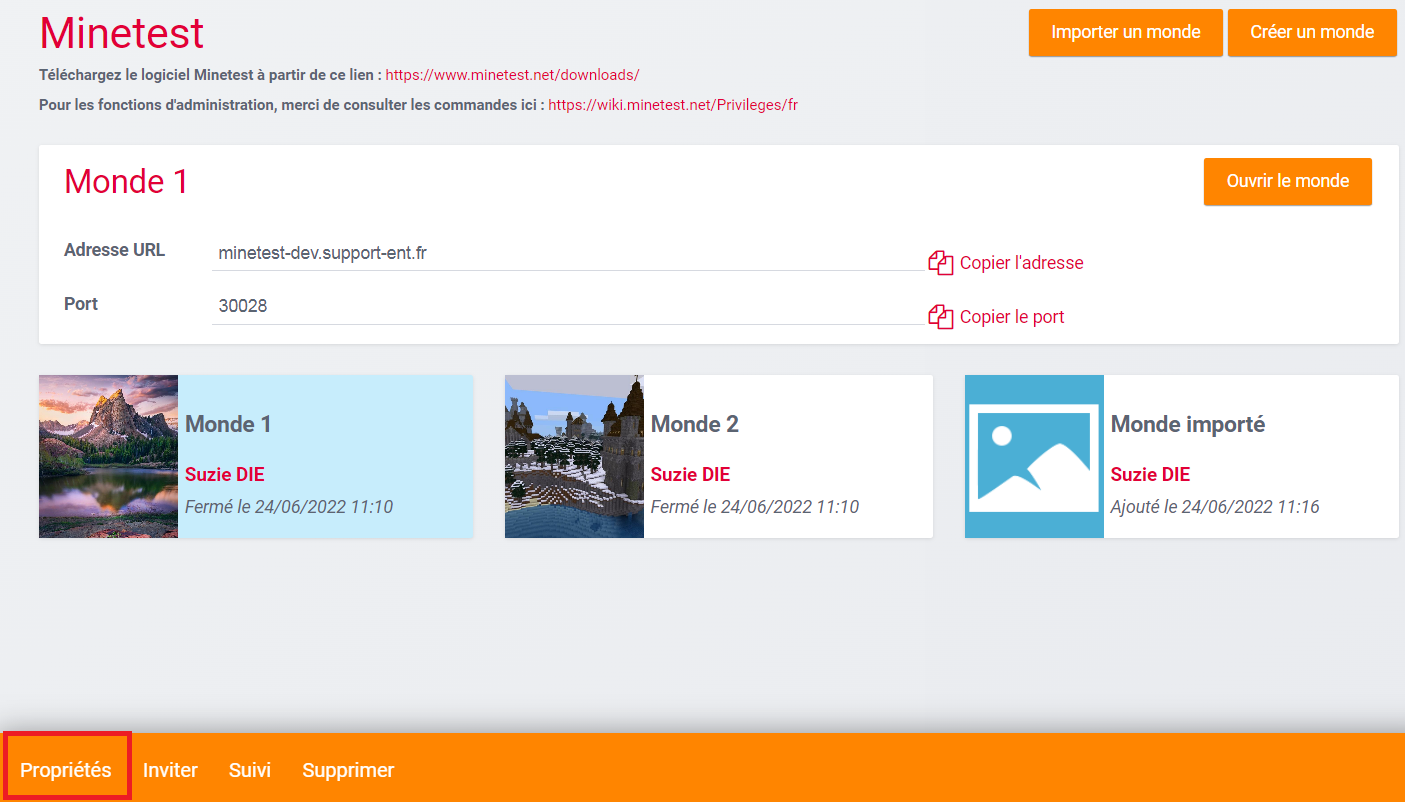 Minetest
Importer un monde
Créer un monde
Téléchargez le logiciel Minetest à partir de ce lien : https://www.minetest.net/downloads/
Pour les fonctions d'administration, merci de consulter les commandes ici : https://wiki.minetest.net/Privileges/fr
Monde 1
Ouvrir le monde
Adresse URL
minetest-dev.support-ent.fr
Copier l'adresse
Port
30028
Copier le port
Monde 1
Suzie DIE
Fermé le 24/06/2022 11:10
Monde 2
Suzie DIE
Fermé le 24/06/2022 11:10
Monde importé
Suzie DIE
Ajouté le 24/06/2022 11:16
Propriétés
Inviter
Suivi
Supprimer